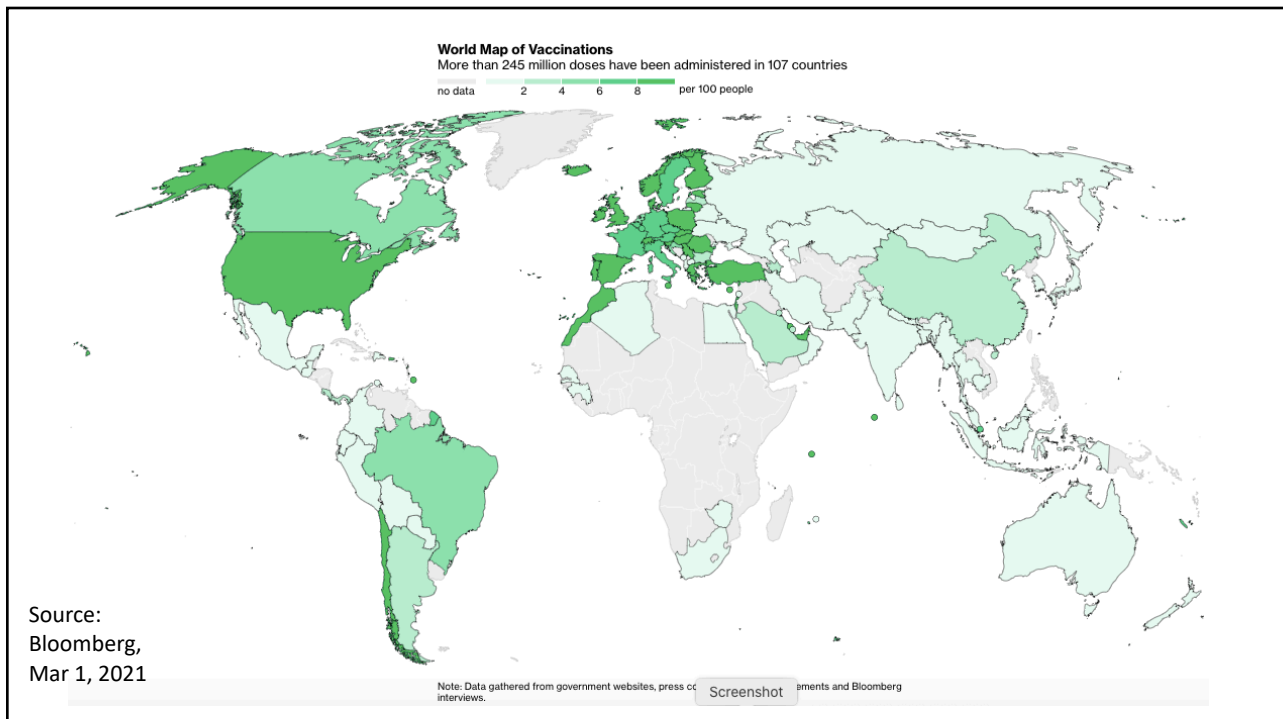 World Map of Vaccinations
More than 245 million doses have been administered in 107 countries
no data 2 4 6 8 per 100 people
Source:
Bloomberg,
Mar 1, 2021
Note: Data gathered from government websites, press ements and Bloomberg
interviews.
Screenshot